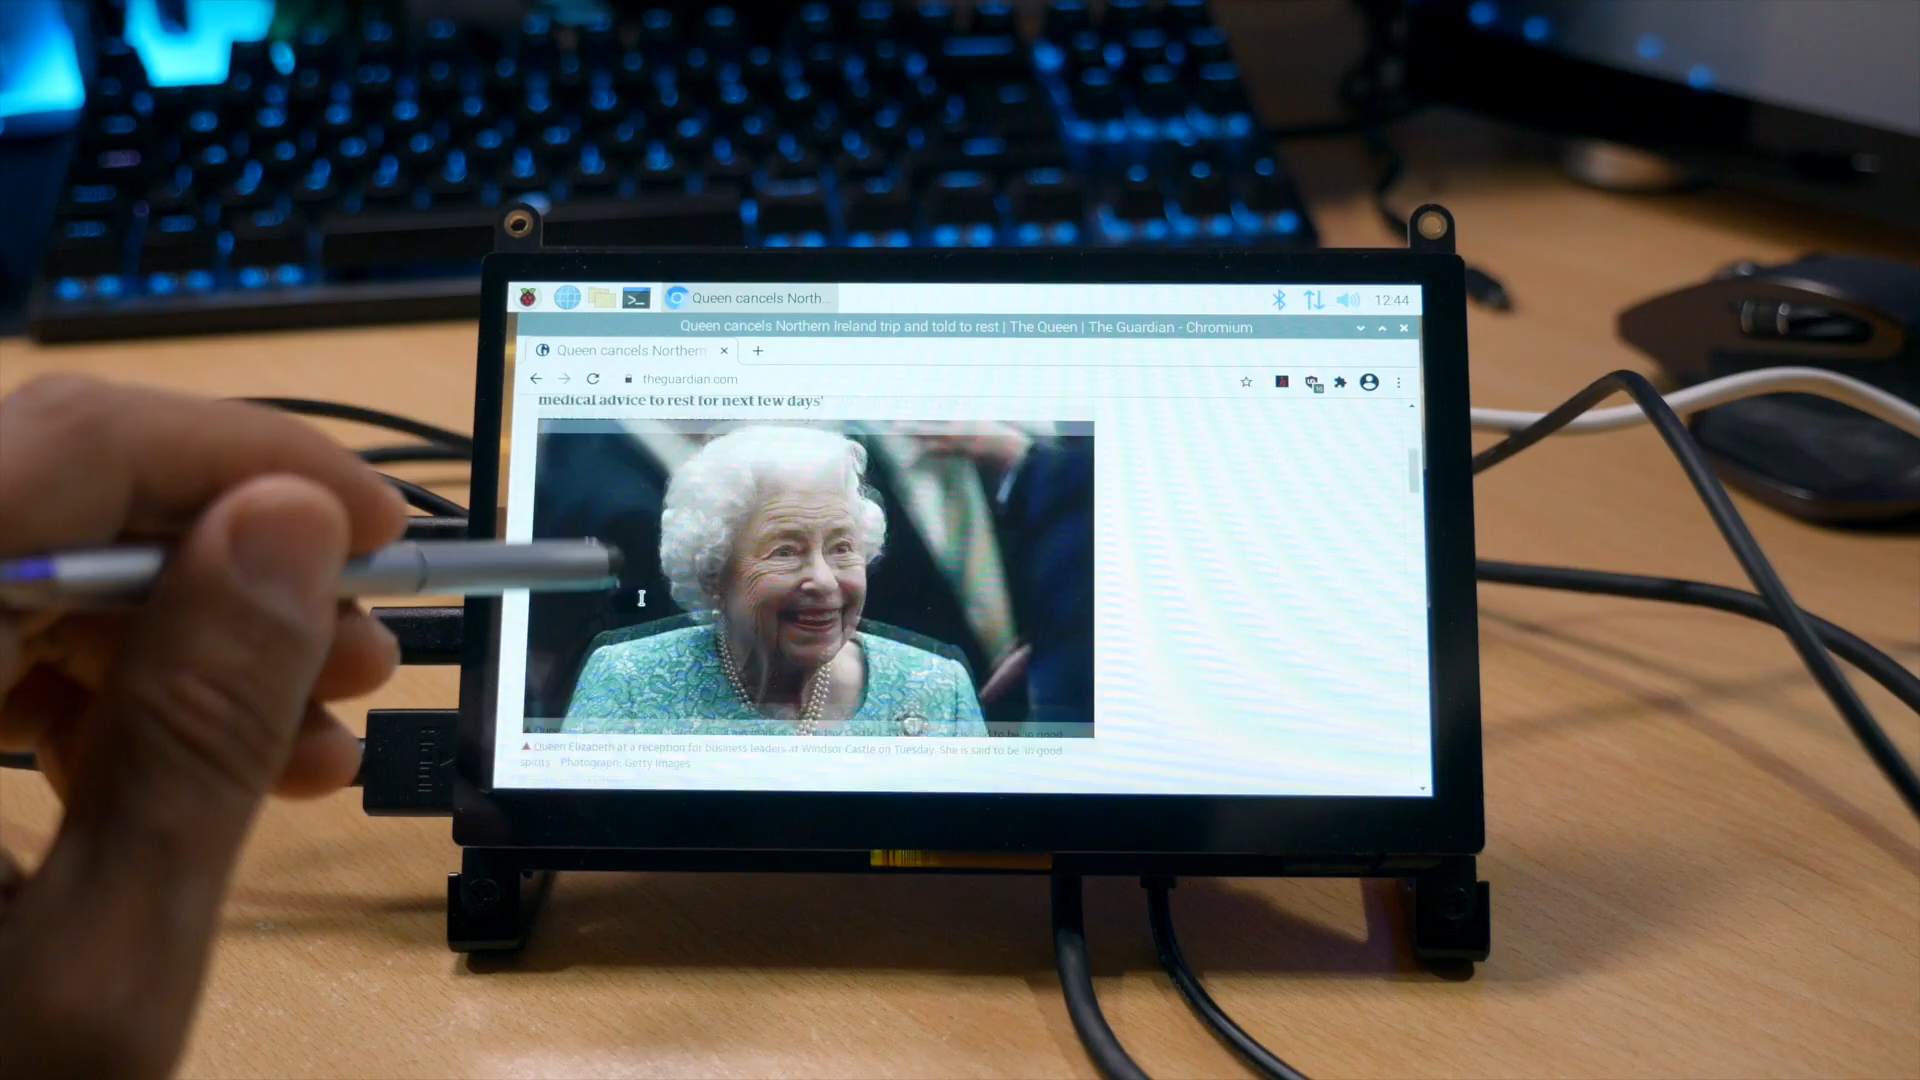 Queen cancels North...
12:44
Queen cancels Northern Ireland trip and told to rest | The Queen | The Guardian - Chromium
Queen cancels Northern
theguardian.com
medical advice to rest for next few days'
Queen Elizabeth at a reception for business leaders at Windsor Castle on Tuesday. She is said to be 'in good
spirits' Photograph: Getty Images